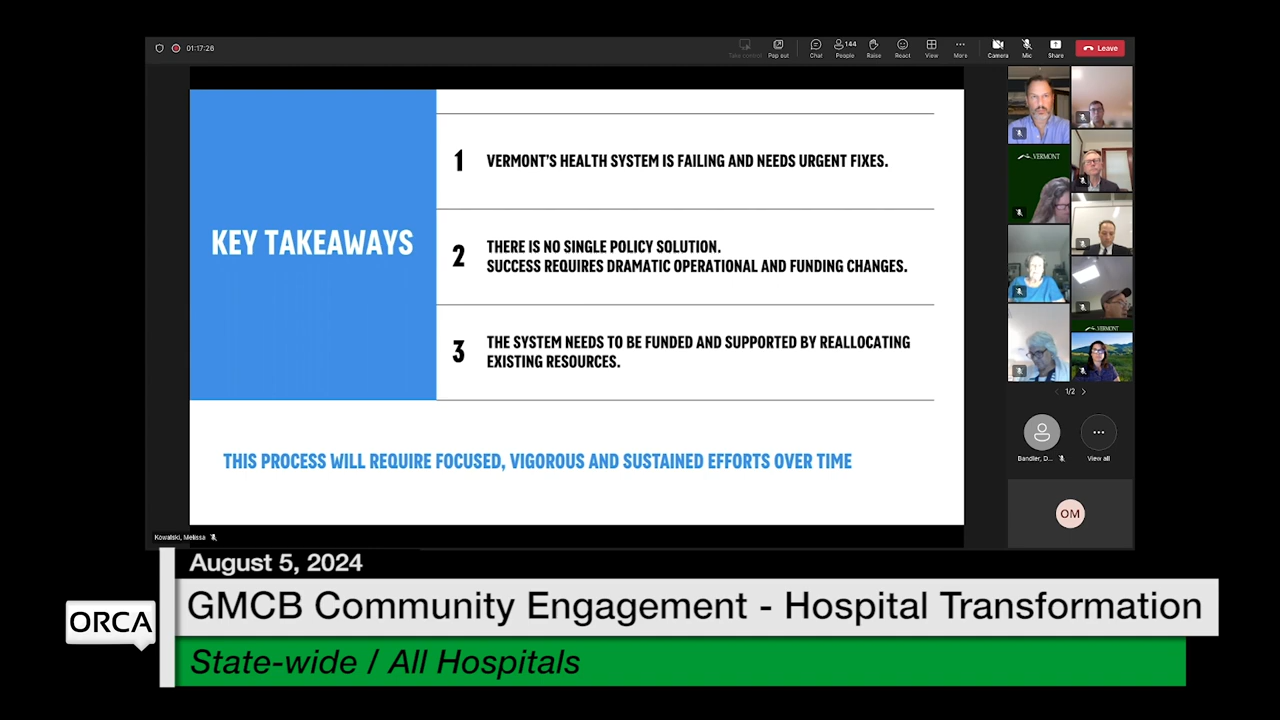 01:17:26
Take control
Pop out
Chat
144
People
Raise
React
View
More
Camera
Mic
Share
Leave
KEY TAKEAWAYS
1
VERMONT'S HEALTH SYSTEM IS FAILING AND NEEDS URGENT FIXES.
2
THERE IS NO SINGLE POLICY SOLUTION.
SUCCESS REQUIRES DRAMATIC OPERATIONAL AND FUNDING CHANGES.
3
THE SYSTEM NEEDS TO BE FUNDED AND SUPPORTED BY REALLOCATING
EXISTING RESOURCES.
THIS PROCESS WILL REQUIRE FOCUSED, VIGOROUS AND SUSTAINED EFFORTS OVER TIME
VERMONT
VERMONT
1/2
Bandler, D...
View all
OM
Kowalski, Melissa
August 5, 2024
ORCA
GMCB Community Engagement - Hospital Transformation
State-wide / All Hospitals